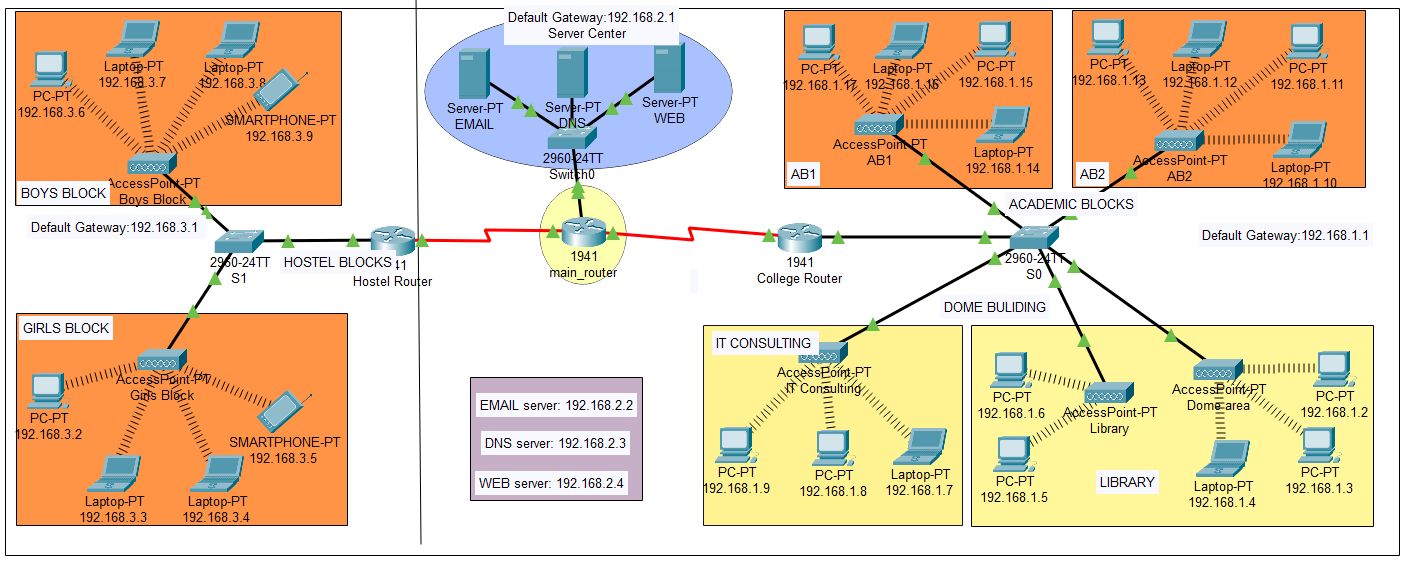 PC-PT
192.168.3.6
Laptop-PT
192.168.3.7
Laptop-PT
192.168.3.8
SMARTPHONE-PT
192.168.3.9
AccessPoint-PT
Boys Block
BOYS BLOCK
Default Gateway:192.168.3.1
2960-24TT
S1
HOSTEL BLOCKS
Hostel Router
GIRLS BLOCK
AccessPoint-PT
Girls Block
PC-PT
192.168.3.2
Laptop-PT
192.168.3.3
Laptop-PT
192.168.3.4
SMARTPHONE-PT
192.168.3.5
Default Gateway:192.168.2.1
Server Center
Server-PT
EMAIL
Server-PT
DNS
Server-PT
WEB
2960-24TT
Switch0
1941
main_router
EMAIL server: 192.168.2.2
DNS server: 192.168.2.3
WEB server: 192.168.2.4
1941
College Router
PC-PT
192.168.1.17
Laptop-PT
192.168.1.16
PC-PT
192.168.1.15
Laptop-PT
192.168.1.14
AccessPoint-PT
AB1
AB1
PC-PT
192.168.1.13
Laptop-PT
192.168.1.12
PC-PT
192.168.1.11
Laptop-PT
192.168.1.10
AccessPoint-PT
AB2
AB2
ACADEMIC BLOCKS
Default Gateway:192.168.1.1
2960-24TT
S0
DOME BULIDING
IT CONSULTING
AccessPoint-PT
IT Consulting
PC-PT
192.168.1.9
PC-PT
192.168.1.8
Laptop-PT
192.168.1.7
PC-PT
192.168.1.6
PC-PT
192.168.1.5
AccessPoint-PT
Library
LIBRARY
AccessPoint-PT
Dome area
PC-PT
192.168.1.2
PC-PT
192.168.1.3
Laptop-PT
192.168.1.4